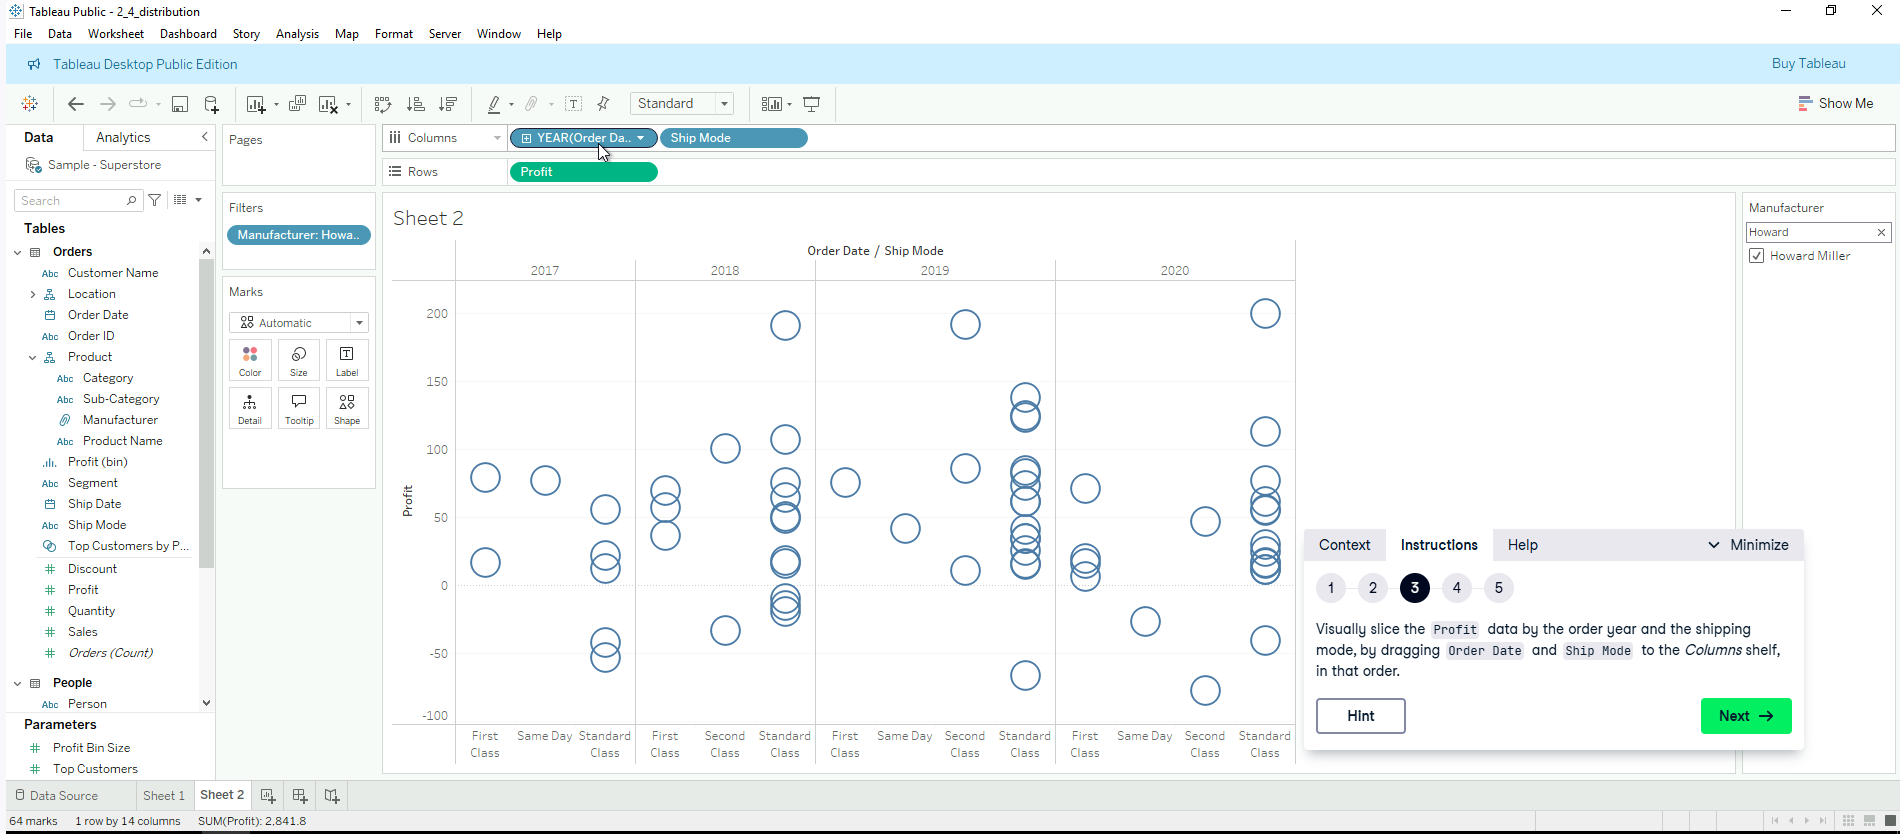 Tableau Public - 2_4_distribution
File Data Worksheet Dashboard Story Analysis Map Format Server Window Help
Tableau Desktop Public Edition
Buy Tableau
Standard
Show Me
Data
Analytics
Sample - Superstore
Search
Tables
Orders
Abc Customer Name
Location
Order Date
Abc Order ID
Product
Abc Category
Abc Sub-Category
Manufacturer
Abc Product Name
Profit (bin)
Abc Segment
Ship Date
Abc Ship Mode
Top Customers by P...
# Discount
# Profit
# Quantity
# Sales
# Orders (Count)
People
Abc Person
Parameters
# Profit Bin Size
# Top Customers
Pages
Filters
Manufacturer: Howa..
Marks
Automatic
Color Size Label
Detail Tooltip Shape
Columns
YEAR(Order Da..
Ship Mode
Rows
Profit
Sheet 2
Order Date / Ship Mode
2017 2018 2019 2020
200
150
100
50
0
-50
-100
Profit
First Class
Same Day
Standard Class
First Class
Second Class
Standard Class
First Class
Same Day
Second Class
Standard Class
First Class
Same Day
Second Class
Standard Class
Manufacturer
Howard
Howard Miller
Context Instructions Help Minimize
1 2 3 4 5
Visually slice the Profit data by the order year and the shipping
mode, by dragging Order Date and Ship Mode to the Columns shelf,
in that order.
Hint
Next
Data Source Sheet 1 Sheet 2
64 marks 1 row by 14 columns SUM(Profit): 2,841.8